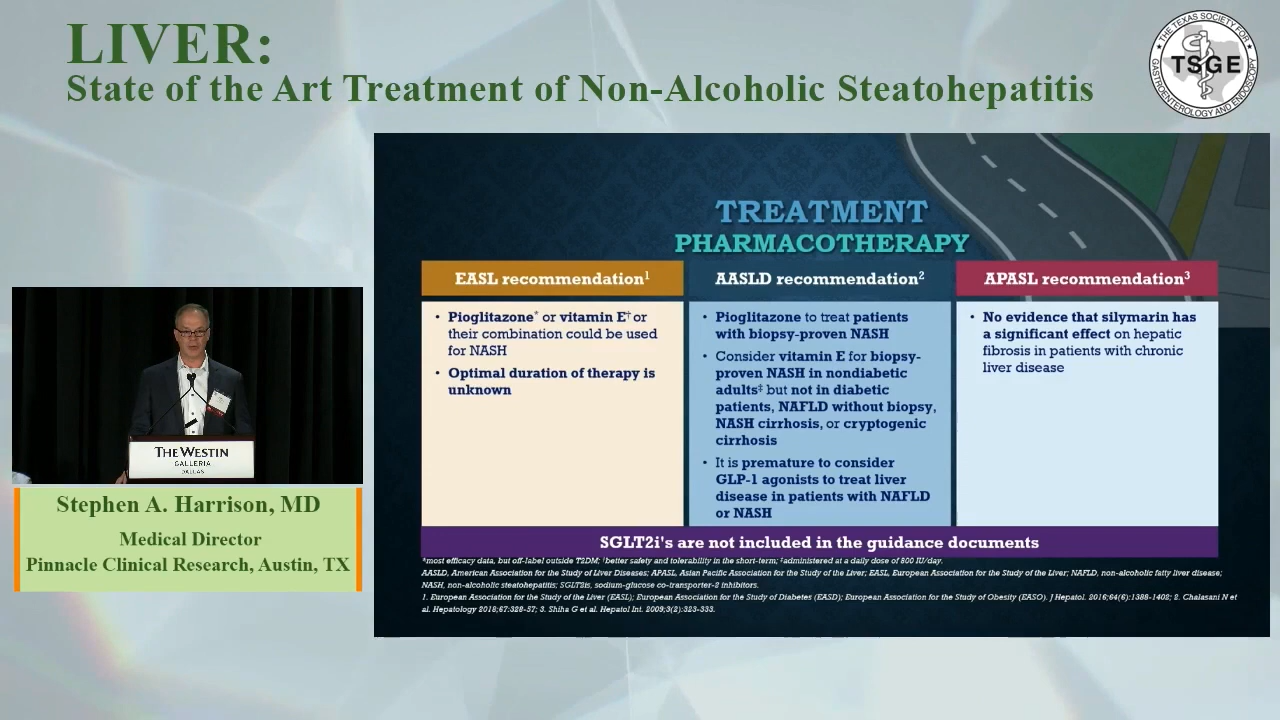 LIVER:
State of the Art Treatment of Non-Alcoholic Steatohepatitis
THE TEXAS SOCIETY FOR
TSGE
GASTROENTEROLOGY AND ENDOSCOPY
TREATMENT
PHARMACOTHERAPY
EASL recommendation¹
• Pioglitazone* or vitamin E† or
their combination could be used
for NASH
• Optimal duration of therapy is
unknown
AASLD recommendation²
• Pioglitazone to treat patients
with biopsy-proven NASH
• Consider vitamin E for biopsy-
proven NASH in nondiabetic
adults‡ but not in diabetic
patients, NAFLD without biopsy,
NASH cirrhosis, or cryptogenic
cirrhosis
• It is premature to consider
GLP-1 agonists to treat liver
disease in patients with NAFLD
or NASH
APASL recommendation³
• No evidence that silymarin has
a significant effect on hepatic
fibrosis in patients with chronic
liver disease
SGLT2i's are not included in the guidance documents
*most efficacy data, but off-label outside T2DM; †better safety and tolerability in the short-term; ‡administered at a daily dose of 800 IU/day.
AASLD, American Association for the Study of Liver Diseases; APASL, Asian Pacific Association for the Study of the Liver; EASL, European Association for the Study of Liver; NAFLD, non-alcoholic fatty liver disease;
NASH, non-alcoholic steatohepatitis; SGLT2is, sodium-glucose co-transporter-2 inhibitors.
1. European Association for the Study of the Liver (EASL); European Association for the Study of Diabetes (EASD); European Association for the Study of Obesity (EASO). J Hepatol. 2016;64(6):1388-1402; 2. Chalasani N et
al. Hepatology 2018;67:328-57; 3. Shiha G et al. Hepatol Int. 2009;3(2):323-333.
THE WESTIN
GALLERIA
DALLAS
Stephen A. Harrison, MD
Medical Director
Pinnacle Clinical Research, Austin, TX